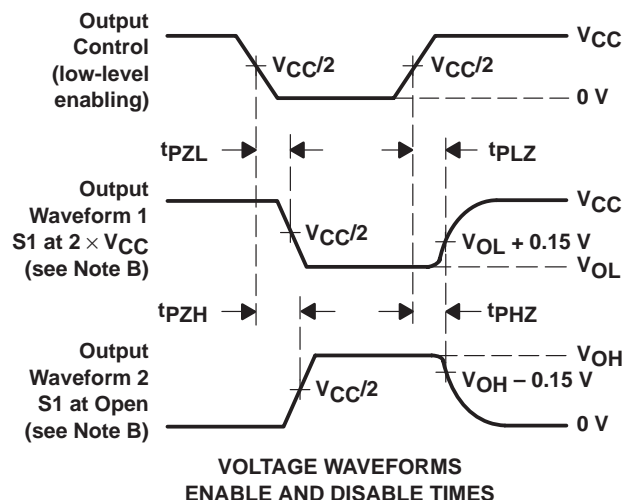 Output
Control
(low-level
enabling)
VCC/2
VCC/2
VCC
0 V
tPZL
tPLZ
Output
Waveform 1
S1 at 2 × VCC
(see Note B)
VCC/2
VCC
VOL + 0.15 V
VOL
tPZH
tPHZ
Output
Waveform 2
S1 at Open
(see Note B)
VCC/2
VOH
VOH – 0.15 V
0 V
VOLTAGE WAVEFORMS
ENABLE AND DISABLE TIMES